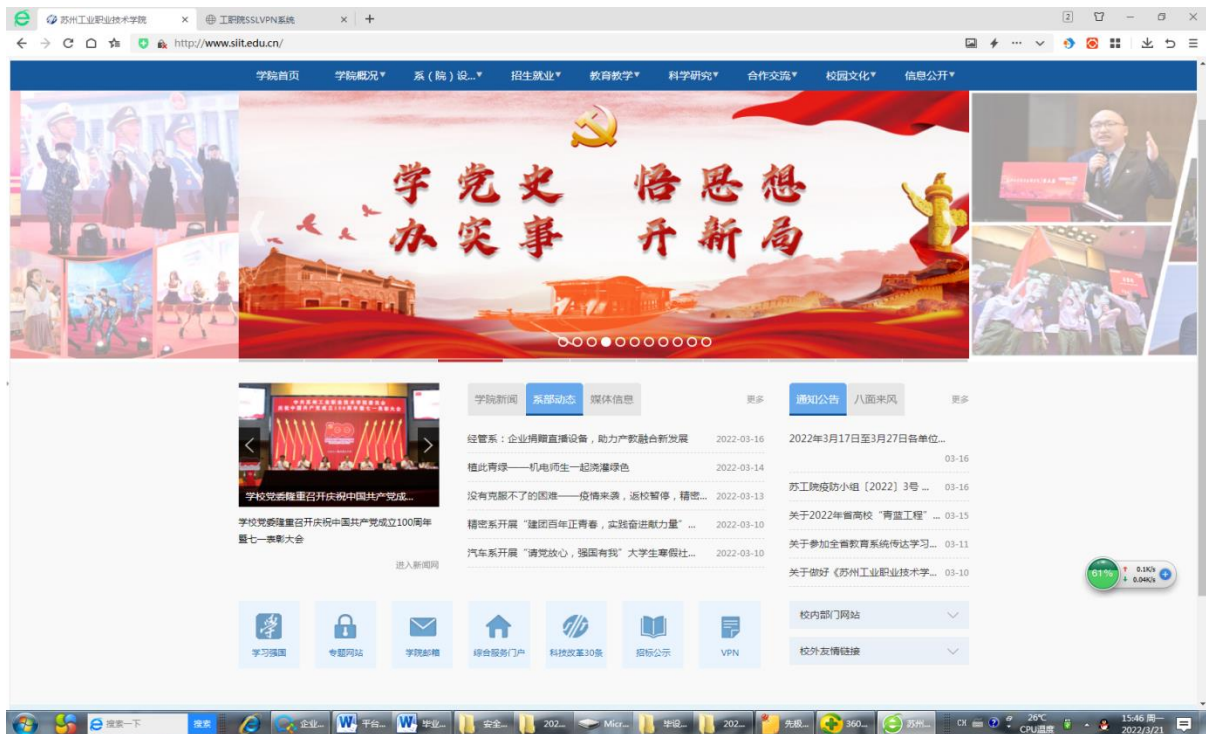 苏州工业职业技术学院
工职院SSLVPN系统
2
http://www.siit.edu.cn/
学院首页 学院概况 系(院)设... 招生就业 教育教学 科学研究 合作交流 校园文化 信息公开
学党史 悟思想
办实事 开新局
学院新闻 系部动态 媒体信息 更多
经管系:企业捐赠直播设备,助力产教融合新发展 2022-03-16
植此青绿——机电师生一起浇灌绿色 2022-03-14
没有克服不了的困难——疫情来袭,返校暂停,精密... 2022-03-13
精密系开展“建团百年正青春,实践奋进献力量”... 2022-03-10
汽车系开展“请党放心,强国有我”大学生寒假社... 2022-03-10
通知公告 八面来风 更多
2022年3月17日至3月27日各单位...
03-16
苏工院疫防小组〔2022〕3号 ... 03-16
关于2022年省高校“青蓝工程”... 03-15
关于参加全省教育系统传达学习... 03-11
关于做好《苏州工业职业技术学... 03-10
学校党委隆重召开庆祝中国共产党成...
学校党委隆重召开庆祝中国共产党成立100周年
暨七一表彰大会
进入新闻网
61% 0.1K/s
0.04K/s
学习强国 专题网站 学院邮箱 综合服务门户 科技改革30条 招标公示 VPN
校内部门网站
校外友情链接
搜索一下 搜索 企业... 平台... 毕业... 安全... 202... Micr... 毕设... 202... 先极... 360... 苏州...
CH 26℃ CPU温度
15:46 周一
2022/3/21